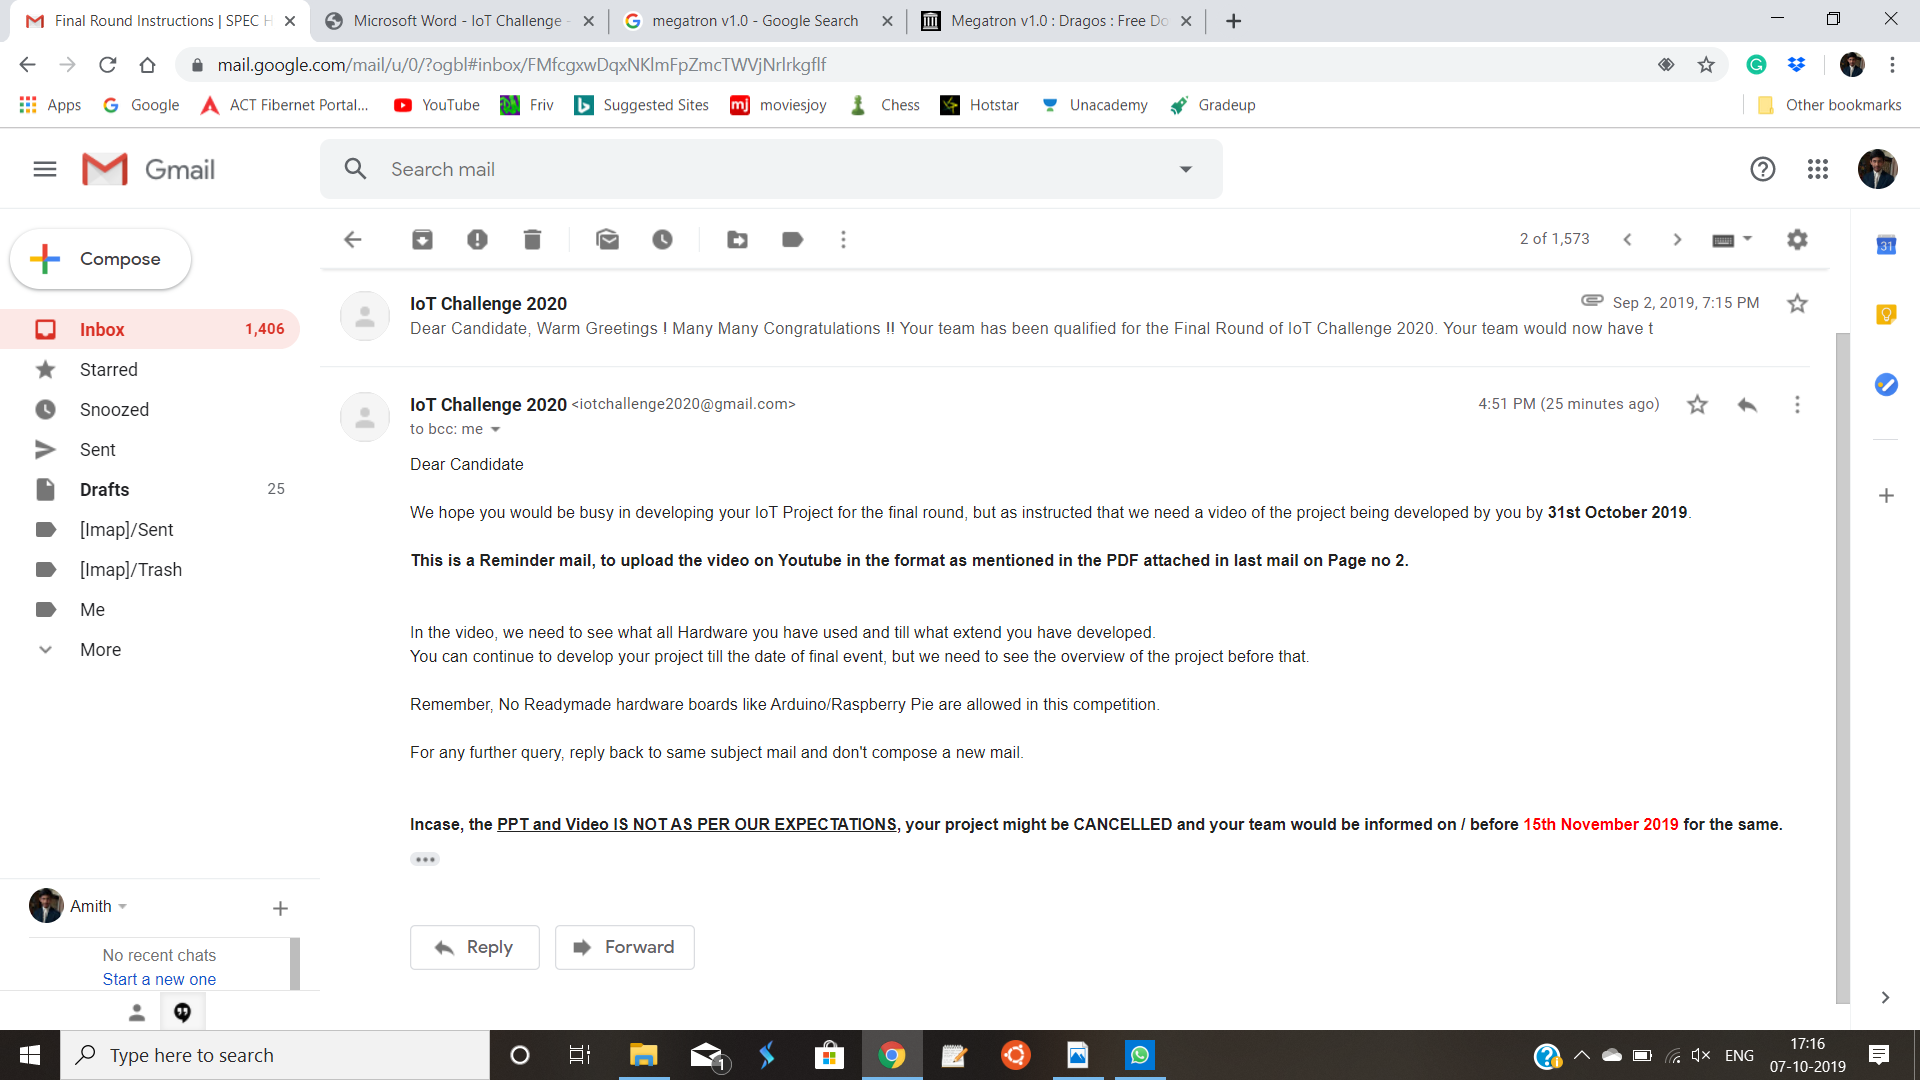 Final Round Instructions | SPEC H
Microsoft Word - IoT Challenge -
megatron v1.0 - Google Search
Megatron v1.0 : Dragos : Free Do
mail.google.com/mail/u/0/?ogbl#inbox/FMfcgxwDqxNKlmFpZmcTWVjNrlrkgflf
Apps
Google
ACT Fibernet Portal...
YouTube
Friv
Suggested Sites
moviesjoy
Chess
Hotstar
Unacademy
Gradeup
Other bookmarks
Gmail
Search mail
Compose
2 of 1,573
Inbox 1,406
Starred
Snoozed
Sent
Drafts 25
[Imap]/Sent
[Imap]/Trash
Me
More
IoT Challenge 2020
Sep 2, 2019, 7:15 PM
Dear Candidate, Warm Greetings ! Many Many Congratulations !! Your team has been qualified for the Final Round of IoT Challenge 2020. Your team would now have t
IoT Challenge 2020 <iotchallenge2020@gmail.com>
4:51 PM (25 minutes ago)
to bcc: me
Dear Candidate
We hope you would be busy in developing your IoT Project for the final round, but as instructed that we need a video of the project being developed by you by 31st October 2019.
This is a Reminder mail, to upload the video on Youtube in the format as mentioned in the PDF attached in last mail on Page no 2.
In the video, we need to see what all Hardware you have used and till what extend you have developed.
You can continue to develop your project till the date of final event, but we need to see the overview of the project before that.
Remember, No Readymade hardware boards like Arduino/Raspberry Pie are allowed in this competition.
For any further query, reply back to same subject mail and don't compose a new mail.
Incase, the PPT and Video IS NOT AS PER OUR EXPECTATIONS, your project might be CANCELLED and your team would be informed on / before 15th November 2019 for the same.
Reply
Forward
Amith
No recent chats
Start a new one
31
Type here to search
1
ENG
17:16
07-10-2019